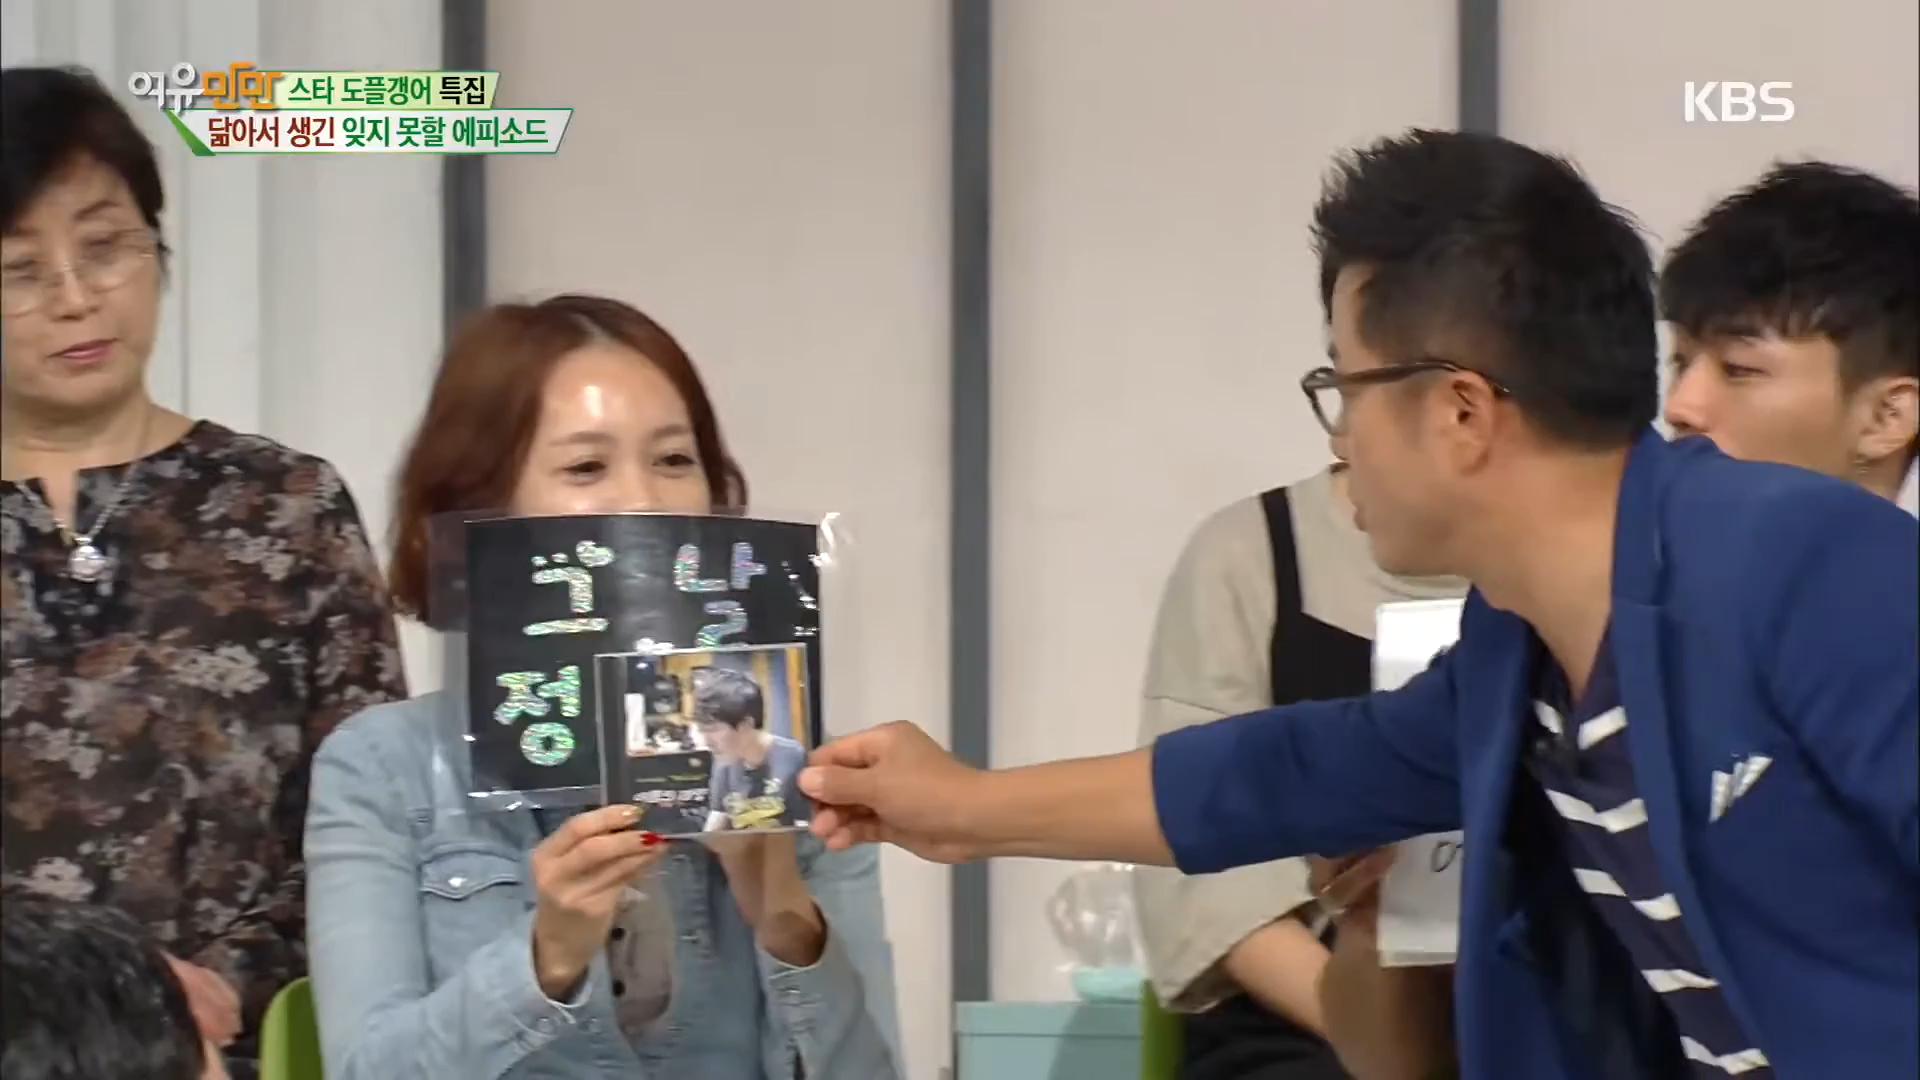 여유만만 스타 도플갱어 특집
닮아서 생긴 잊지 못할 에피소드
KBS
그 날
정